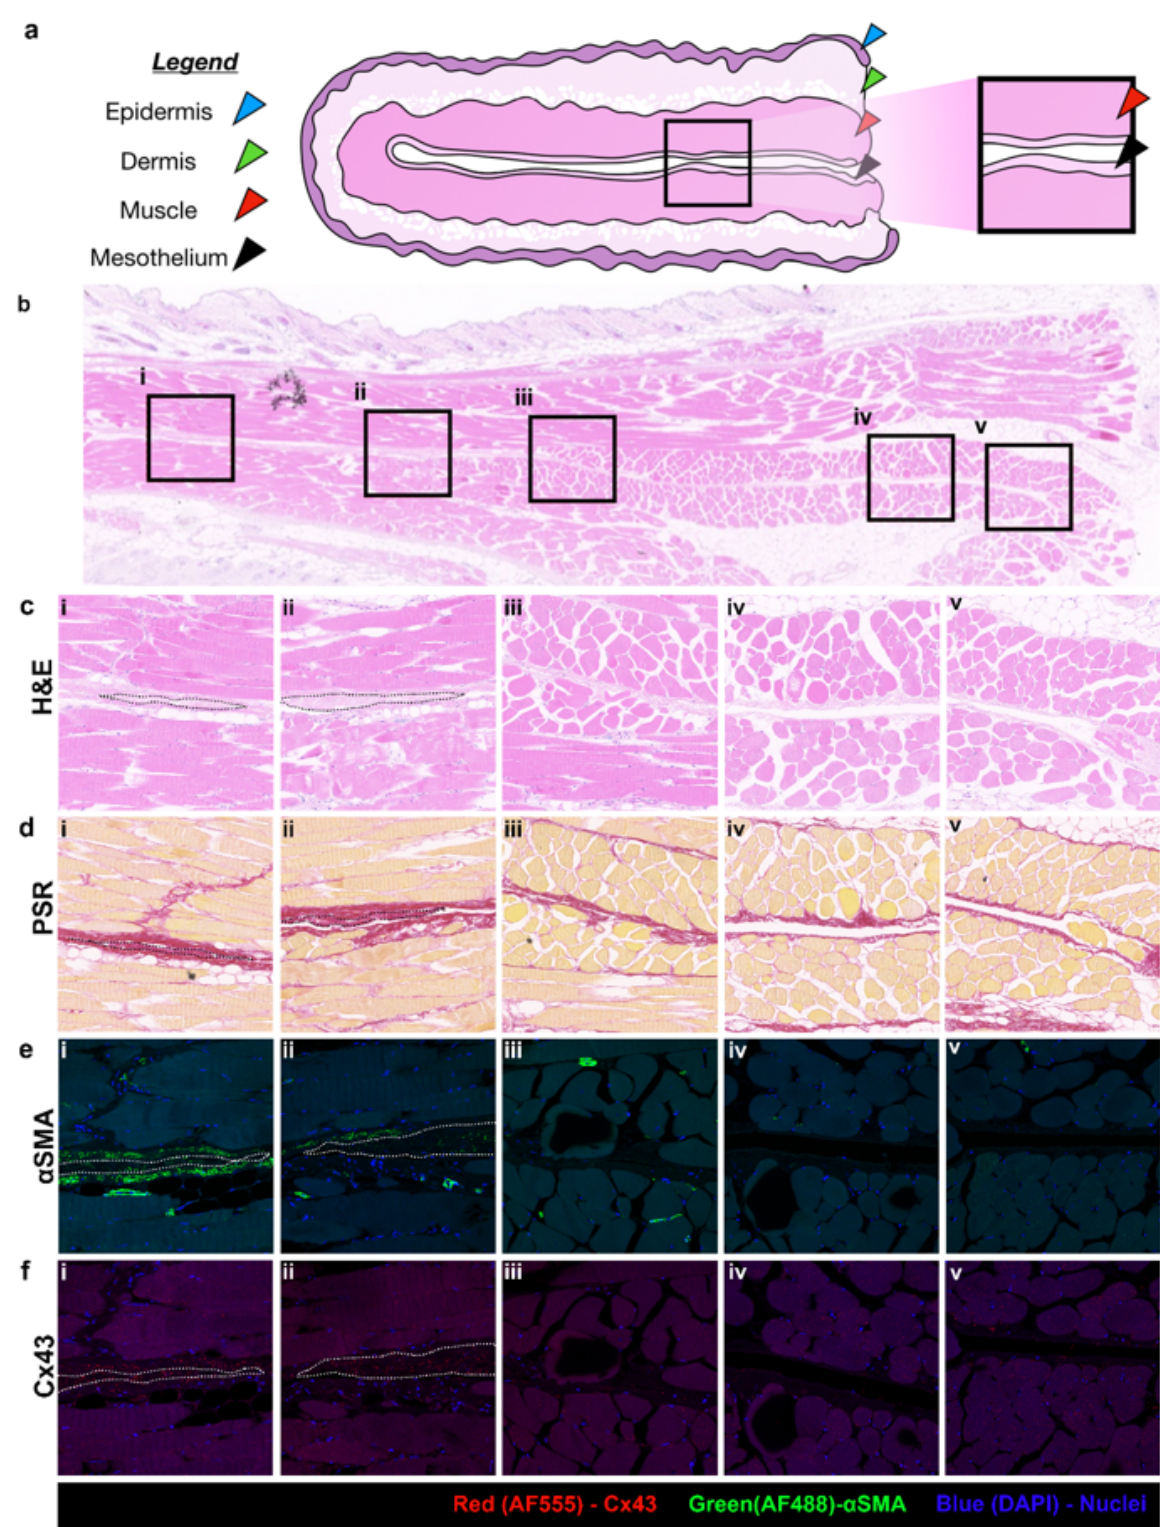 a
Legend
Epidermis
Dermis
Muscle
Mesothelium
b
i
ii
iii
iv
v
c
H&E
i
ii
iii
iv
v
d
PSR
i
ii
iii
iv
v
e
αSMA
i
ii
iii
iv
v
f
Cx43
i
ii
iii
iv
v
Red (AF555) - Cx43 Green(AF488)-αSMA Blue (DAPI) - Nuclei